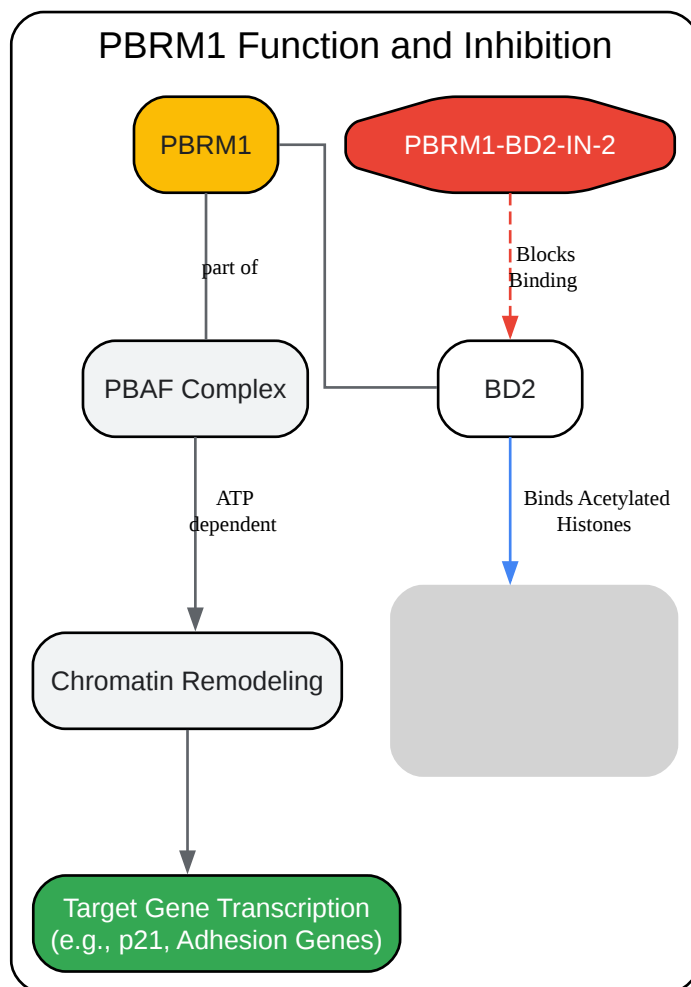 PBRM1 Function and Inhibition
PBRM1
PBRM1-BD2-IN-2
part of
Blocks
Binding
PBAF Complex
BD2
ATP
dependent
Binds Acetylated
Histones
Chromatin Remodeling
Target Gene Transcription
(e.g., p21, Adhesion Genes)